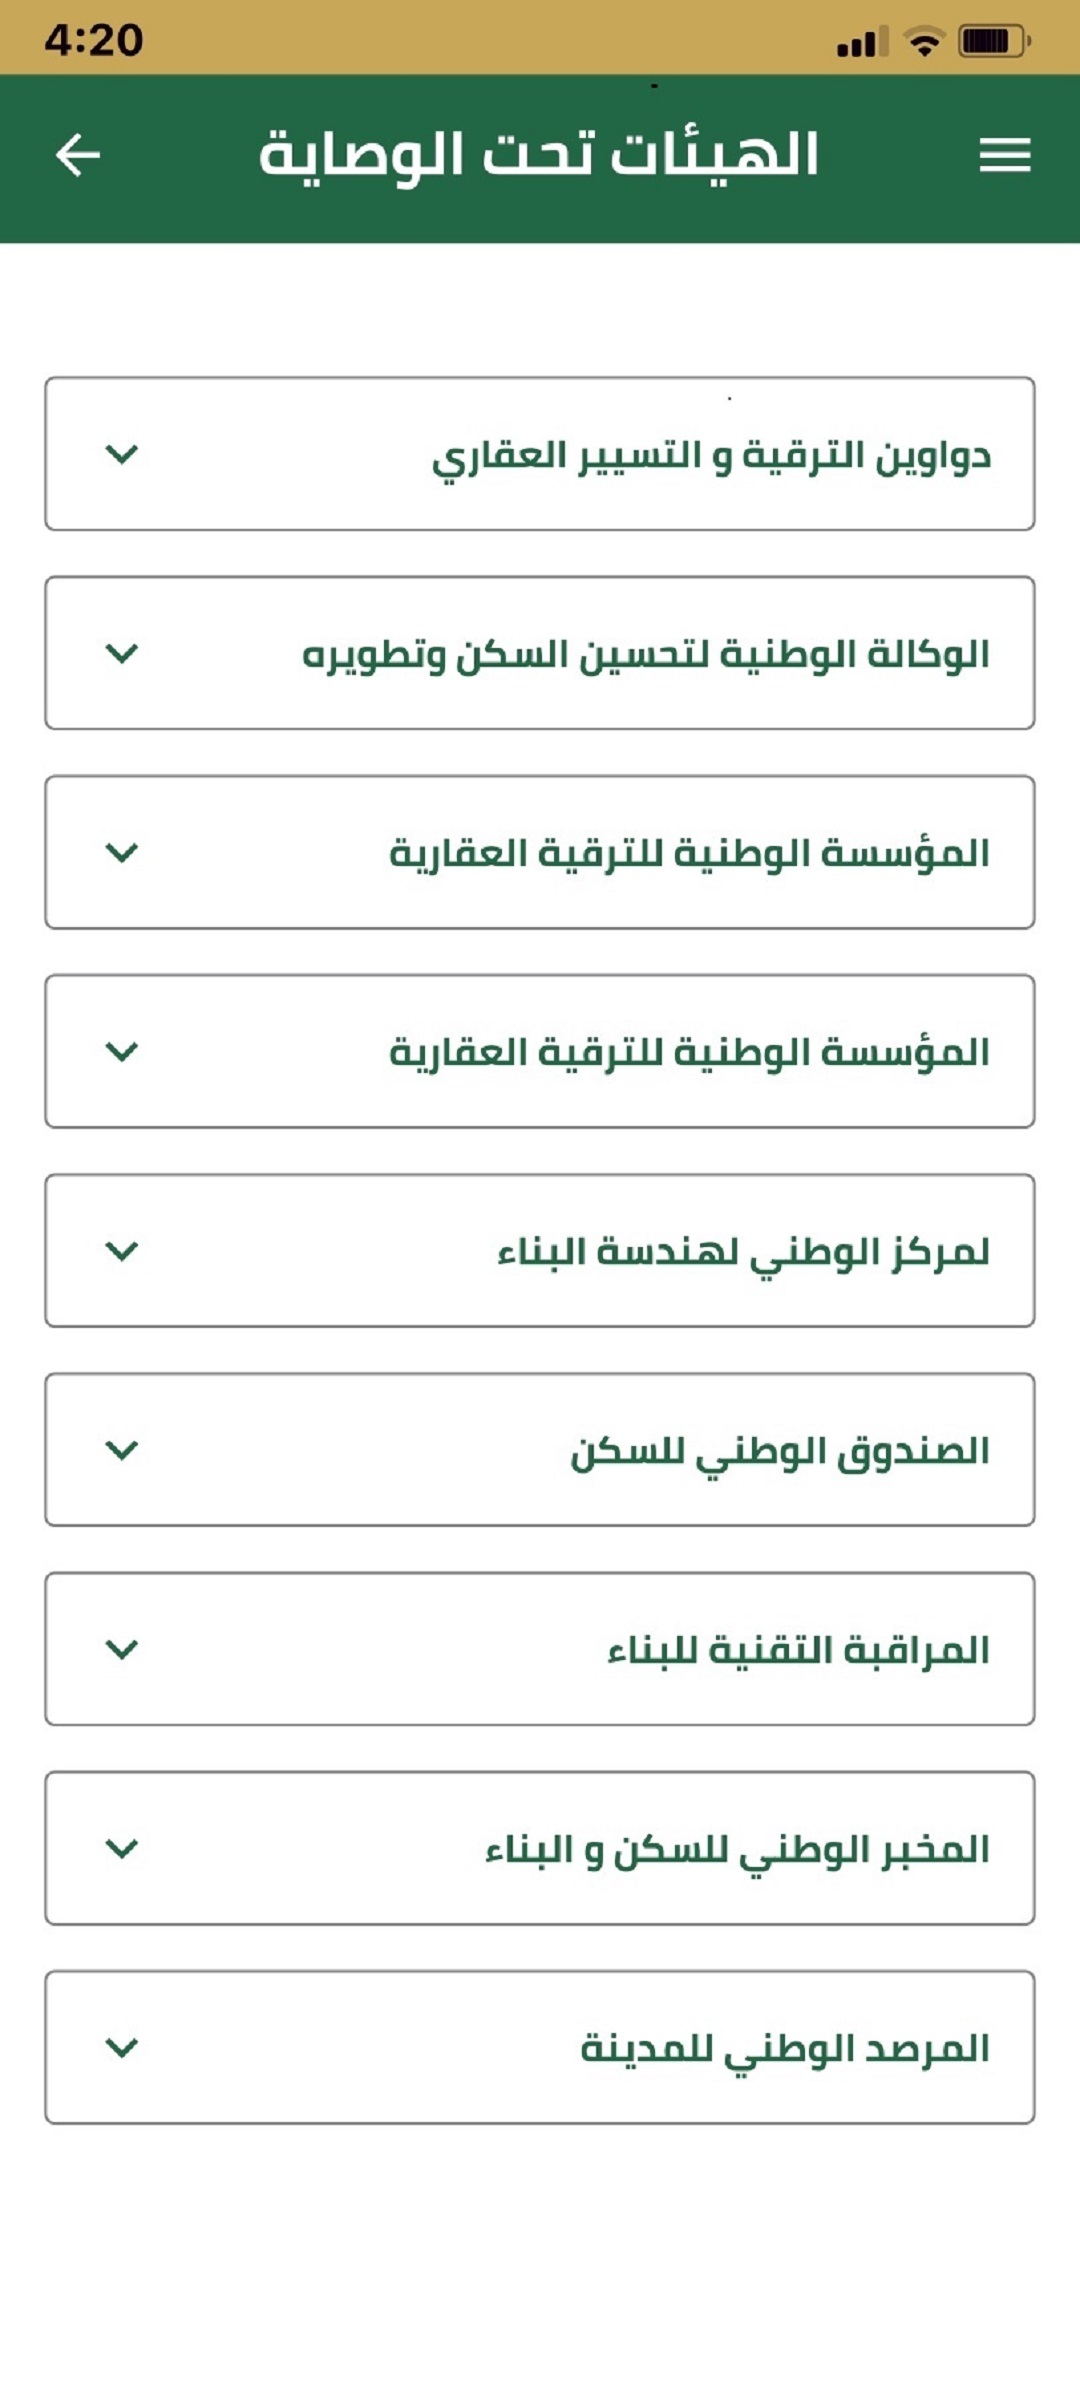 4:20
الهيئات تحت الوصاية
دواوين الترقية و التسيير العقاري
الوكالة الوطنية لتحسين السكن وتطويره
المؤسسة الوطنية للترقية العقارية
المؤسسة الوطنية للترقية العقارية
لمركز الوطني لهندسة البناء
الصندوق الوطني للسكن
المراقبة التقنية للبناء
المخبر الوطني للسكن و البناء
المرصد الوطني للمدينة